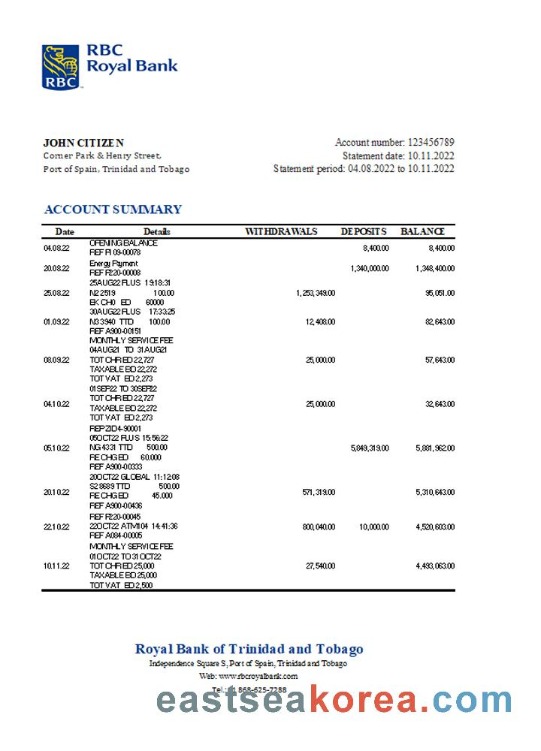 RBC
Royal Bank
RBC
JOHN CITIZEN
Corner Park & Henry Street,
Port of Spain, Trinidad and Tobago
Account number: 123456789
Statement date: 10.11.2022
Statement period: 04.08.2022 to 10.11.2022
ACCOUNT SUMMARY
Date Details WITHDRAWALS DEPOSITS BALANCE
OPENING BALANCE
04.08.22 8,400.00 8,400.00
REF F109-00078
Energy Payment
20.08.22 1,340,000.00 1,348,400.00
REF F220-00008
25AUG22 PLUS 19:18:31
25.08.22 N2 2519 100.00 1,253,349.00 95,051.00
EK CH0 ED 60000
30AUG22 PLUS 17:33:25
01.09.22 N3 3940 TTD 100.00 12,408.00 82,643.00
REF A900-00151
MONTHLY SERVICE FEE
04AUG21 TO 31AUG21
08.09.22 TOT CHR ED 22,727 25,000.00 57,643.00
TAXABLE ED 22,272
TOT VAT ED 2,273
01SEP22 TO 30SEP22
04.10.22 TOT CHR ED 22,727 25,000.00 32,643.00
TAXABLE ED 22,272
TOT VAT ED 2,273
REP ZID4-90001
05OCT22 PLUS 15:56:22
05.10.22 NG 4331 TTD 500.00 5,849,319.00 5,881,962.00
FE CHG ED 60.000
REF A900-00333
20OCT22 GLOBAL 11:12:08
20.10.22 S2 8689 TTD 500.00 571,319.00 5,310,643.00
FE CHG ED 45.000
REF A900-00436
REF F220-00045
22.10.22 22OCT22 ATM104 14:41:36 800,040.00 10,000.00 4,520,603.00
REF A084-00005
MONTHLY SERVICE FEE
01OCT22 TO 31OCT22
10.11.22 TOT CHR ED 25,000 27,540.00 4,493,063.00
TAXABLE ED 25,000
TOT VAT ED 2,500
Royal Bank of Trinidad and Tobago
Independence Square S, Port of Spain, Trinidad and Tobago
Web: www.rbcroyalbank.com
868-625-7288
eastseakorea.com